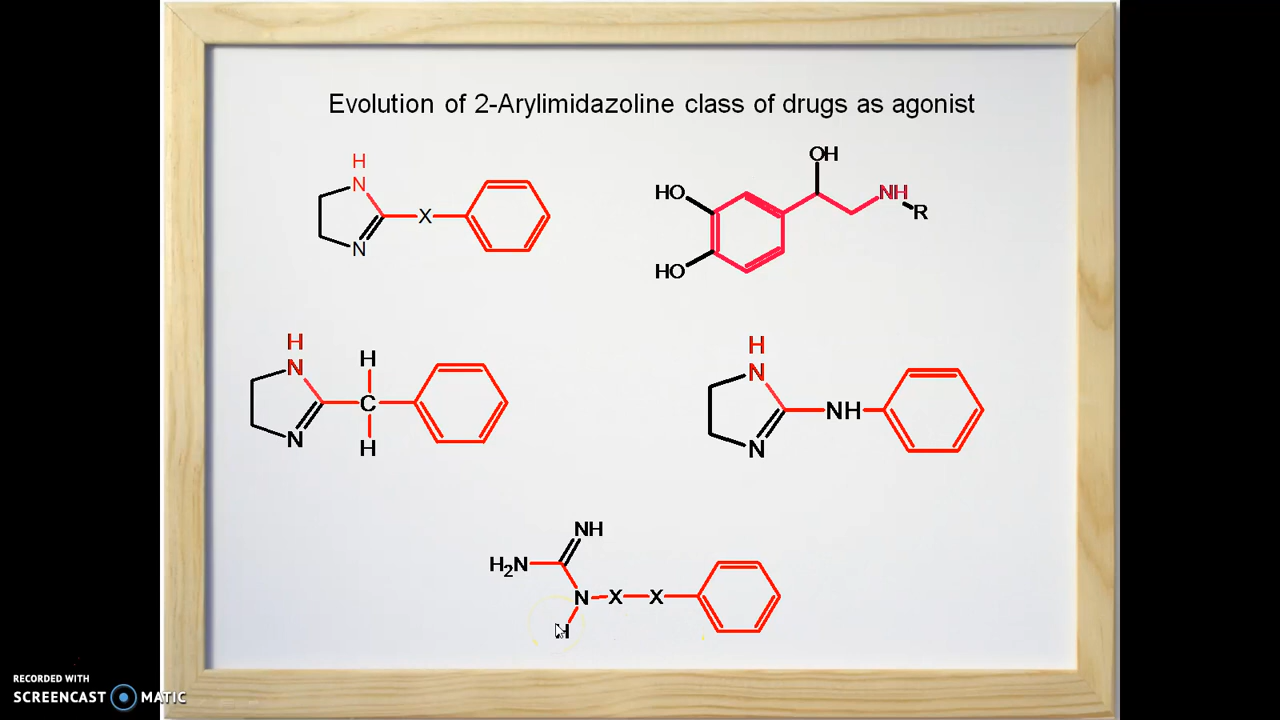 Evolution of 2-Arylimidazoline class of drugs as agonist
H
N
X
N
OH
HO
NH
R
HO
H
N
H
C
H
N
H
N
NH
N
NH
H2N
N
X
X
H
RECORDED WITH
SCREENCAST MATIC